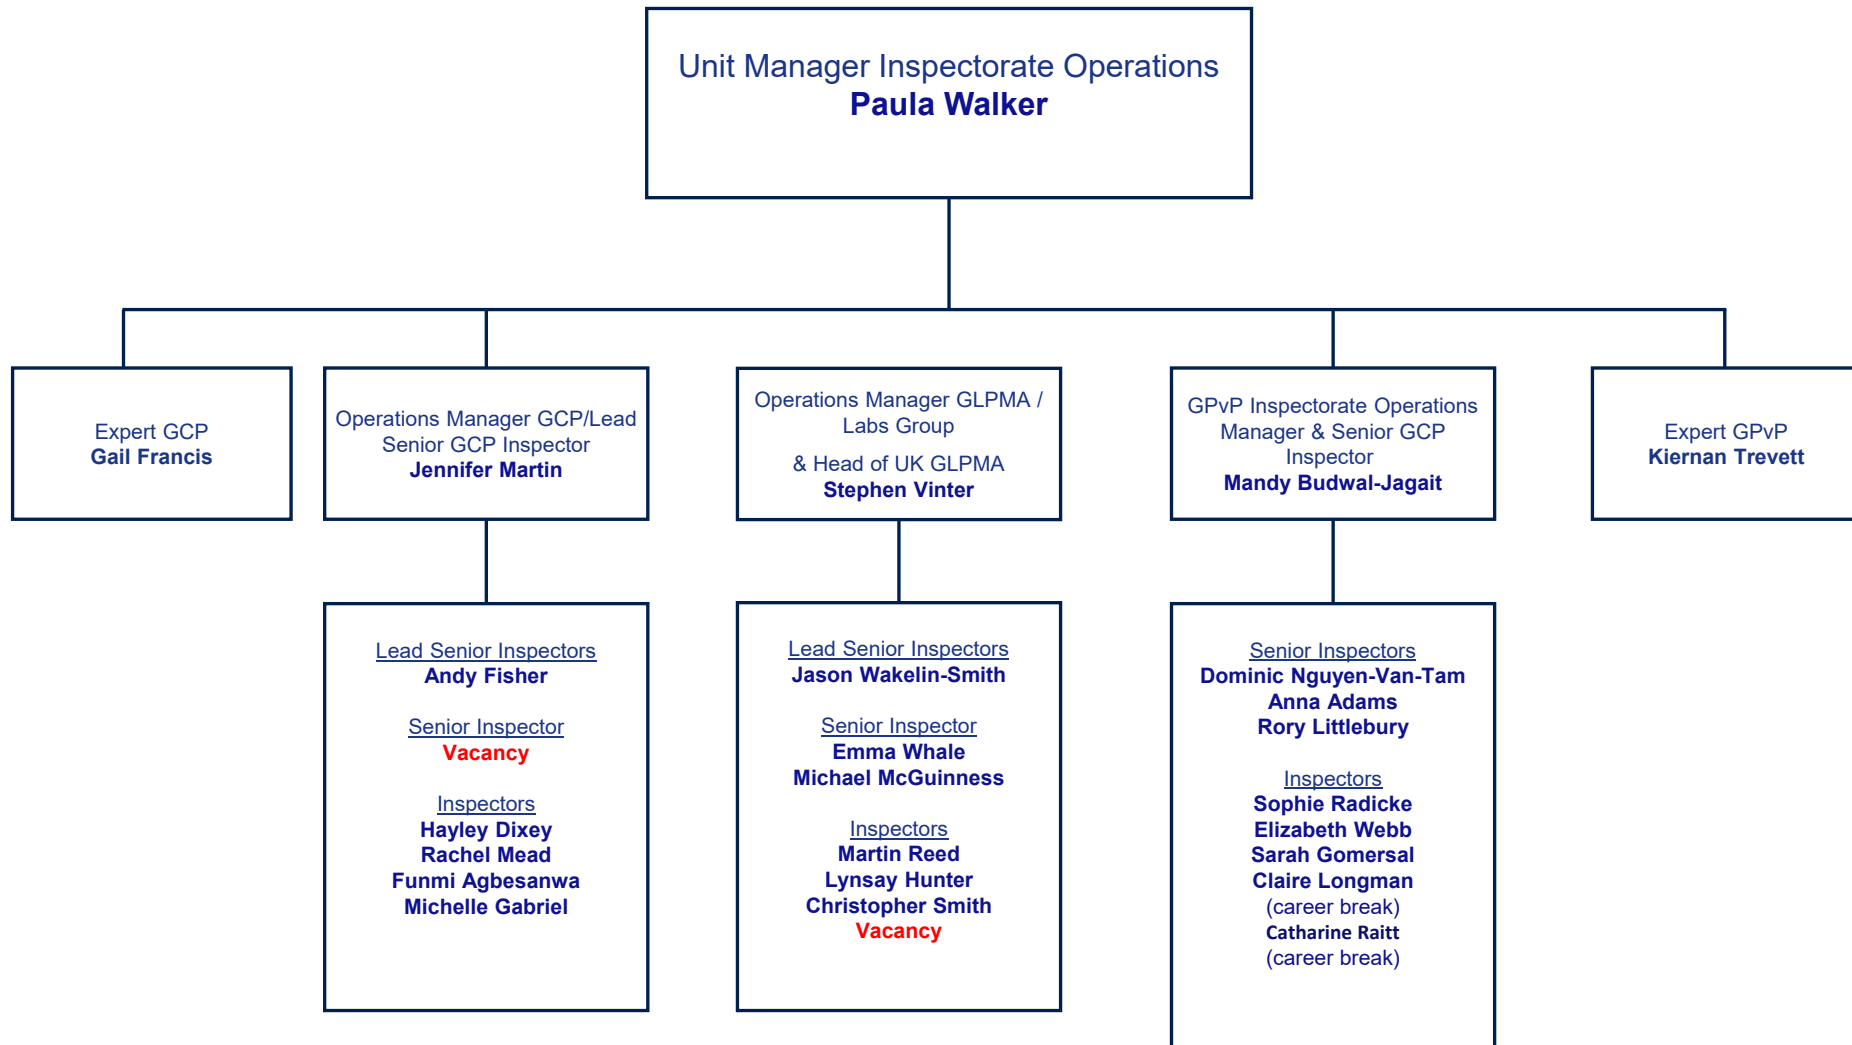 Unit Manager Inspectorate Operations
Paula Walker
Expert GCP
Gail Francis
Operations Manager GCP/Lead
Senior GCP Inspector
Jennifer Martin
Operations Manager GLPMA /
Labs Group
& Head of UK GLPMA
Stephen Vinter
GPvP Inspectorate Operations
Manager & Senior GCP
Inspector
Mandy Budwal-Jagait
Expert GPvP
Kiernan Trevett
Lead Senior Inspectors
Andy Fisher
Senior Inspector
Vacancy
Inspectors
Hayley Dixey
Rachel Mead
Funmi Agbesanwa
Michelle Gabriel
Lead Senior Inspectors
Jason Wakelin-Smith
Senior Inspector
Emma Whale
Michael McGuinness
Inspectors
Martin Reed
Lynsay Hunter
Christopher Smith
Vacancy
Senior Inspectors
Dominic Nguyen-Van-Tam
Anna Adams
Rory Littlebury
Inspectors
Sophie Radicke
Elizabeth Webb
Sarah Gomersal
Claire Longman
(career break)
Catharine Raitt
(career break)